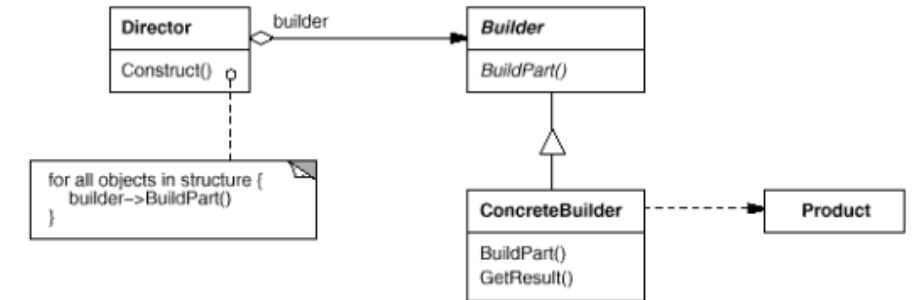 Director
builder
Builder
Construct()
BuildPart()
for all objects in structure {
builder->BuildPart()
}
ConcreteBuilder
Product
BuildPart()
GetResult()